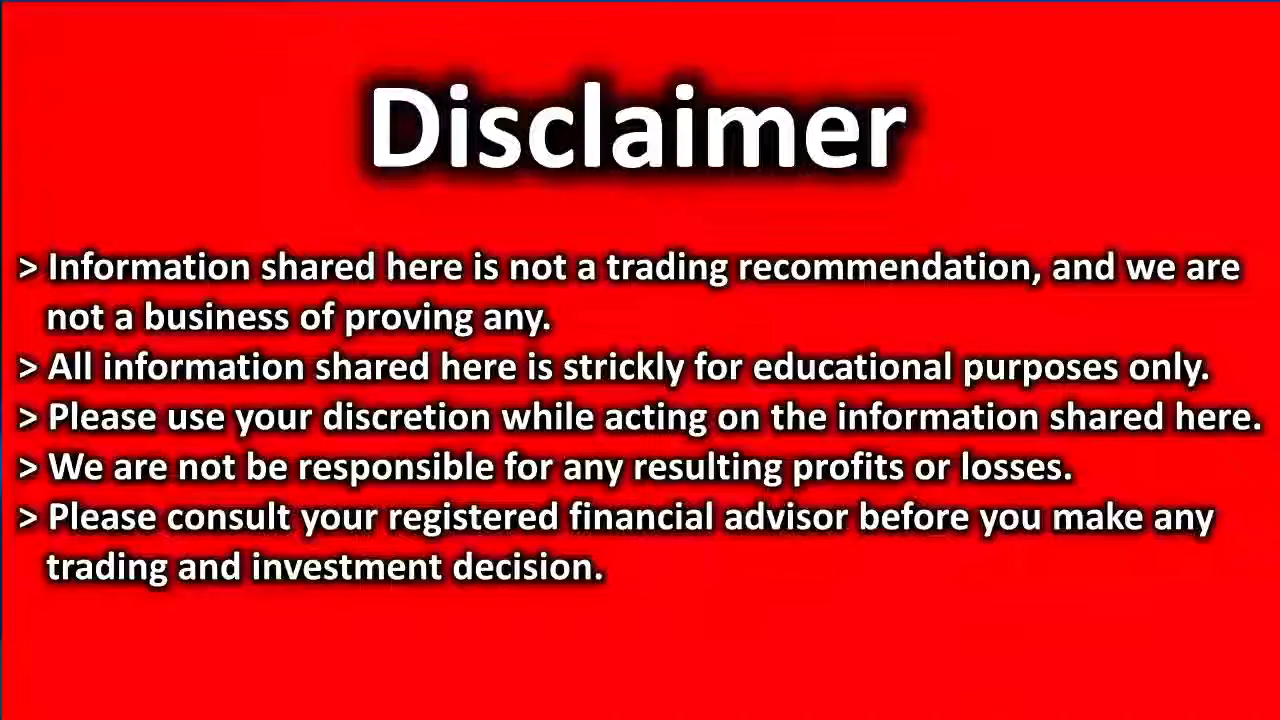 Disclaimer
> Information shared here is not a trading recommendation, and we are
not a business of proving any.
> All information shared here is strickly for educational purposes only.
> Please use your discretion while acting on the information shared here.
> We are not be responsible for any resulting profits or losses.
> Please consult your registered financial advisor before you make any
trading and investment decision.